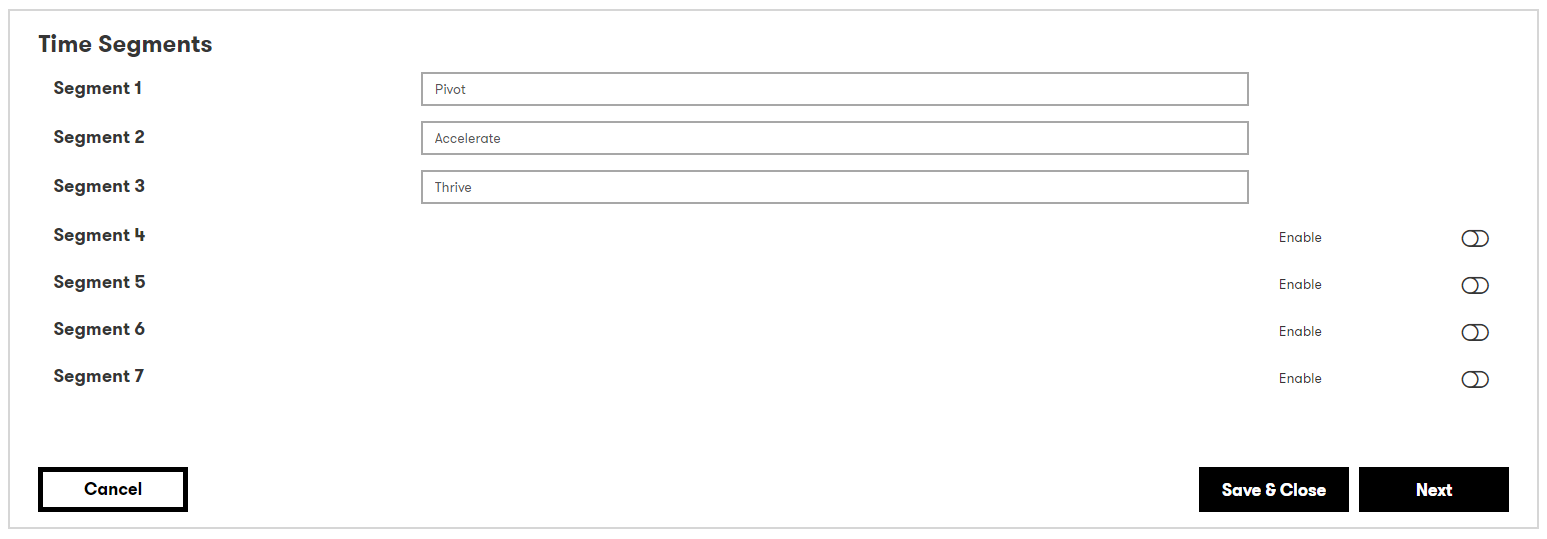 Time Segments
Segment 1 Pivot
Segment 2 Accelerate
Segment 3 Thrive
Segment 4 Enable
Segment 5 Enable
Segment 6 Enable
Segment 7 Enable
Cancel Save & Close Next